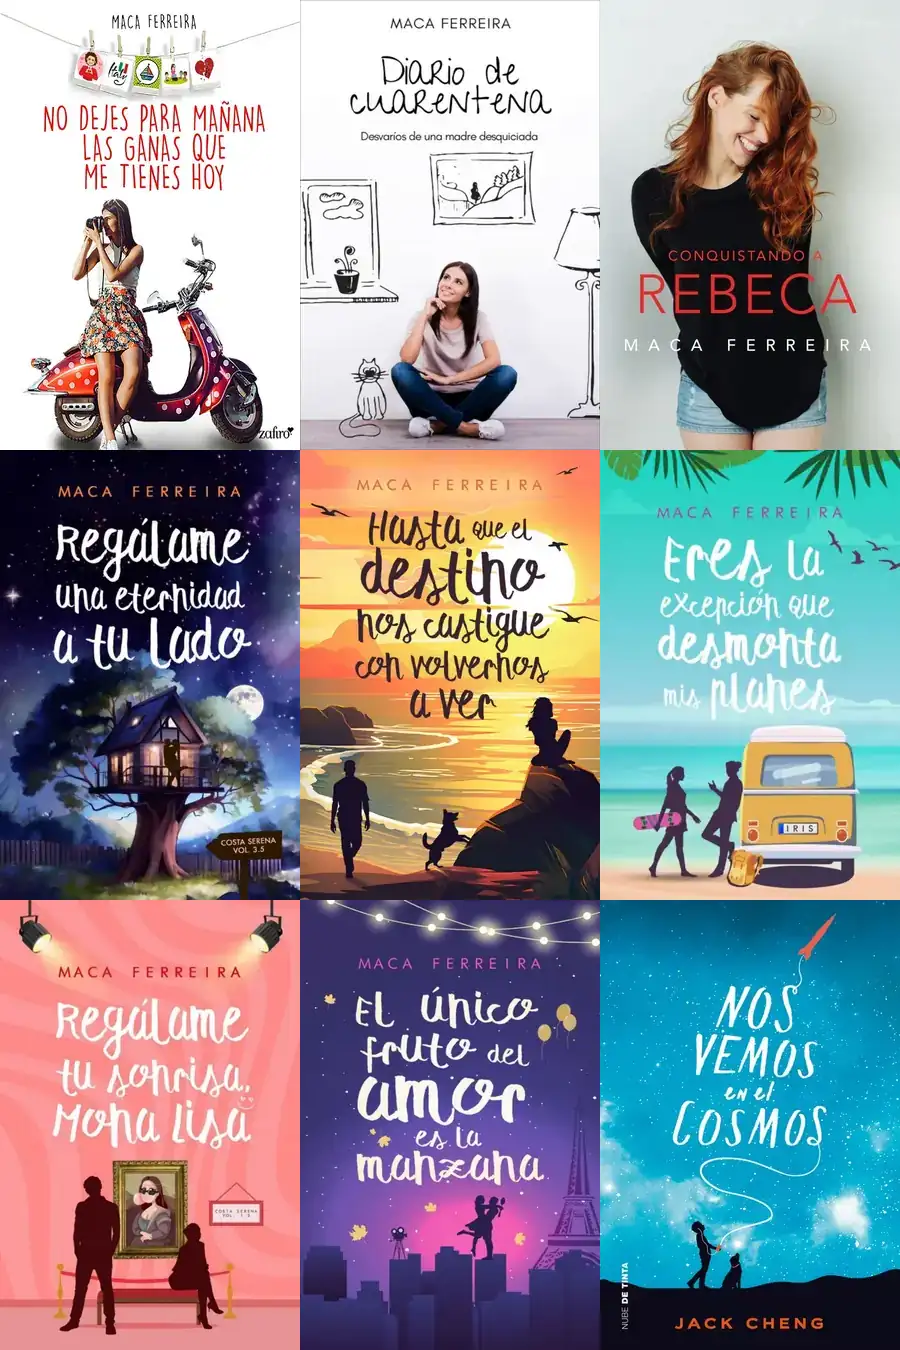 MACA FERREIRA
Italy
NO DEJES PARA MAÑANA
LAS GANAS QUE
ME TIENES HOY
zafiro
MACA FERREIRA
Diario de
cuarentena
Desvaríos de una madre desquiciada
CONQUISTANDO A
REBECA
MACA FERREIRA
MACA FERREIRA
Regálame
una eternidad
a tu lado
COSTA SERENA
VOL. 3.5
MACA FERREIRA
Hasta que el
destino
nos castigue
con volvernos
a ver
MACA FERREIRA
Eres la
excepción que
desmonta
mis planes
IRIS
MACA FERREIRA
Regálame
tu sonrisa,
Mona Lisa
COSTA SERENA
VOL. 1.5
MACA FERREIRA
El único
fruto del
amor
es la
manzana
NOS
VEMOS
en el
COSMOS
NUBE DE TINTA
JACK CHENG